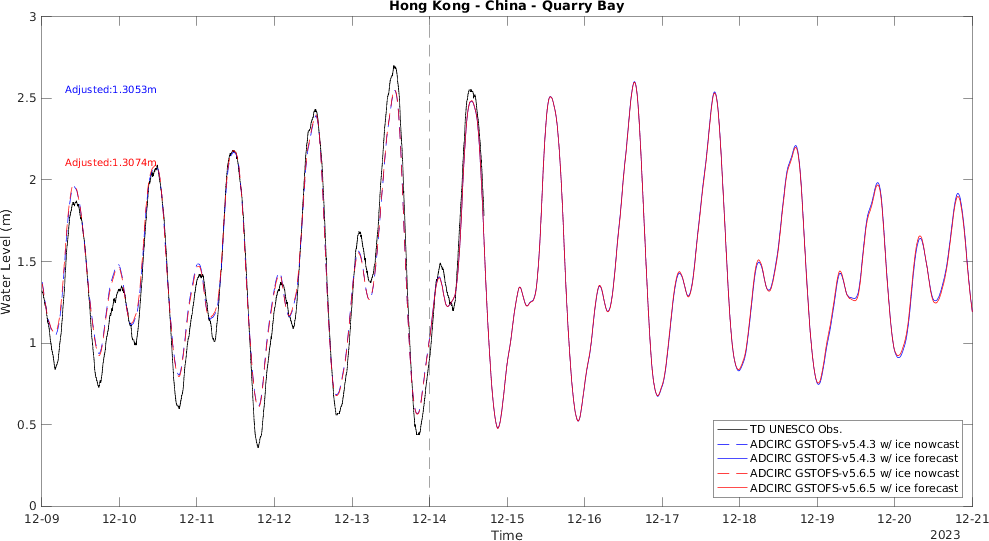 Hong Kong - China - Quarry Bay
3
2.5
2
1.5
1
0.5
0
Water Level (m)
Adjusted:1.3053m
Adjusted:1.3074m
TD UNESCO Obs.
ADCIRC GSTOFS-v5.4.3 w/ ice nowcast
ADCIRC GSTOFS-v5.4.3 w/ ice forecast
ADCIRC GSTOFS-v5.6.5 w/ ice nowcast
ADCIRC GSTOFS-v5.6.5 w/ ice forecast
12-09 12-10 12-11 12-12 12-13 12-14 12-15 12-16 12-17 12-18 12-19 12-20 12-21
Time
2023